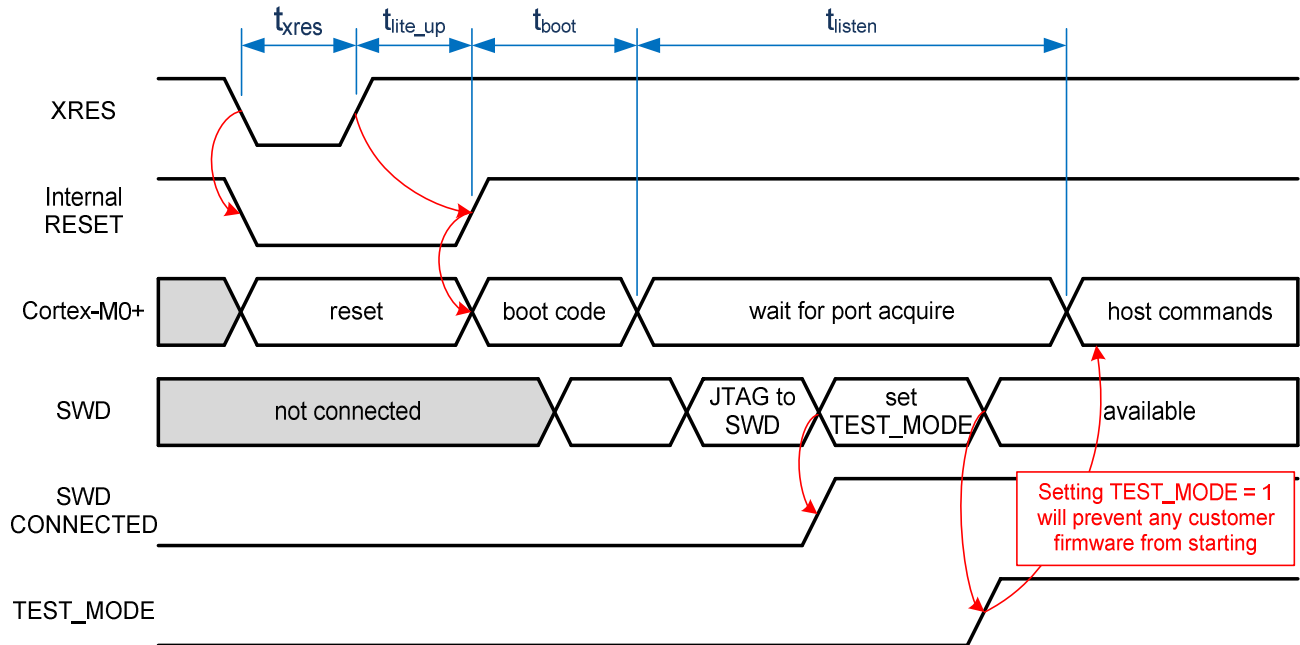 txres
tlite_up
tboot
tlisten
XRES
Internal
RESET
Cortex-M0+
reset
boot code
wait for port acquire
host commands
SWD
not connected
JTAG to
SWD
set
TEST_MODE
available
SWD
CONNECTED
Setting TEST_MODE = 1
will prevent any customer
firmware from starting
TEST_MODE